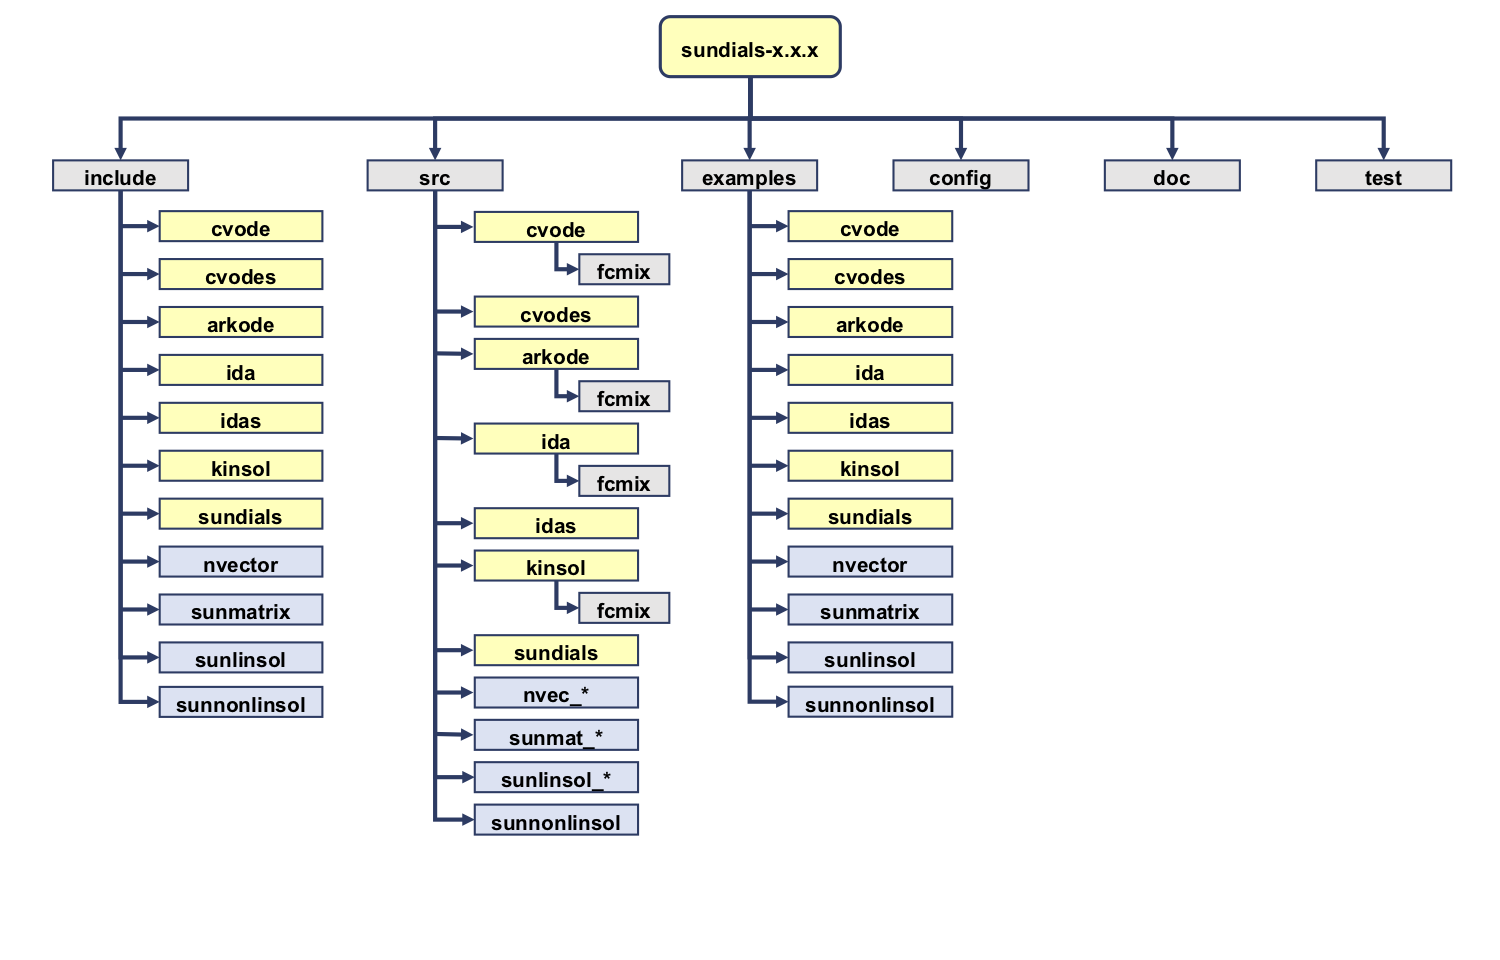 sundials-x.x.x
include
src
examples
config
doc
test
cvode
cvodes
arkode
ida
idas
kinsol
sundials
nvector
sunmatrix
sunlinsol
sunnonlinsol
cvode
fcmix
cvodes
arkode
fcmix
ida
fcmix
idas
kinsol
fcmix
sundials
nvec_*
sunmat_*
sunlinsol_*
sunnonlinsol
cvode
cvodes
arkode
ida
idas
kinsol
sundials
nvector
sunmatrix
sunlinsol
sunnonlinsol